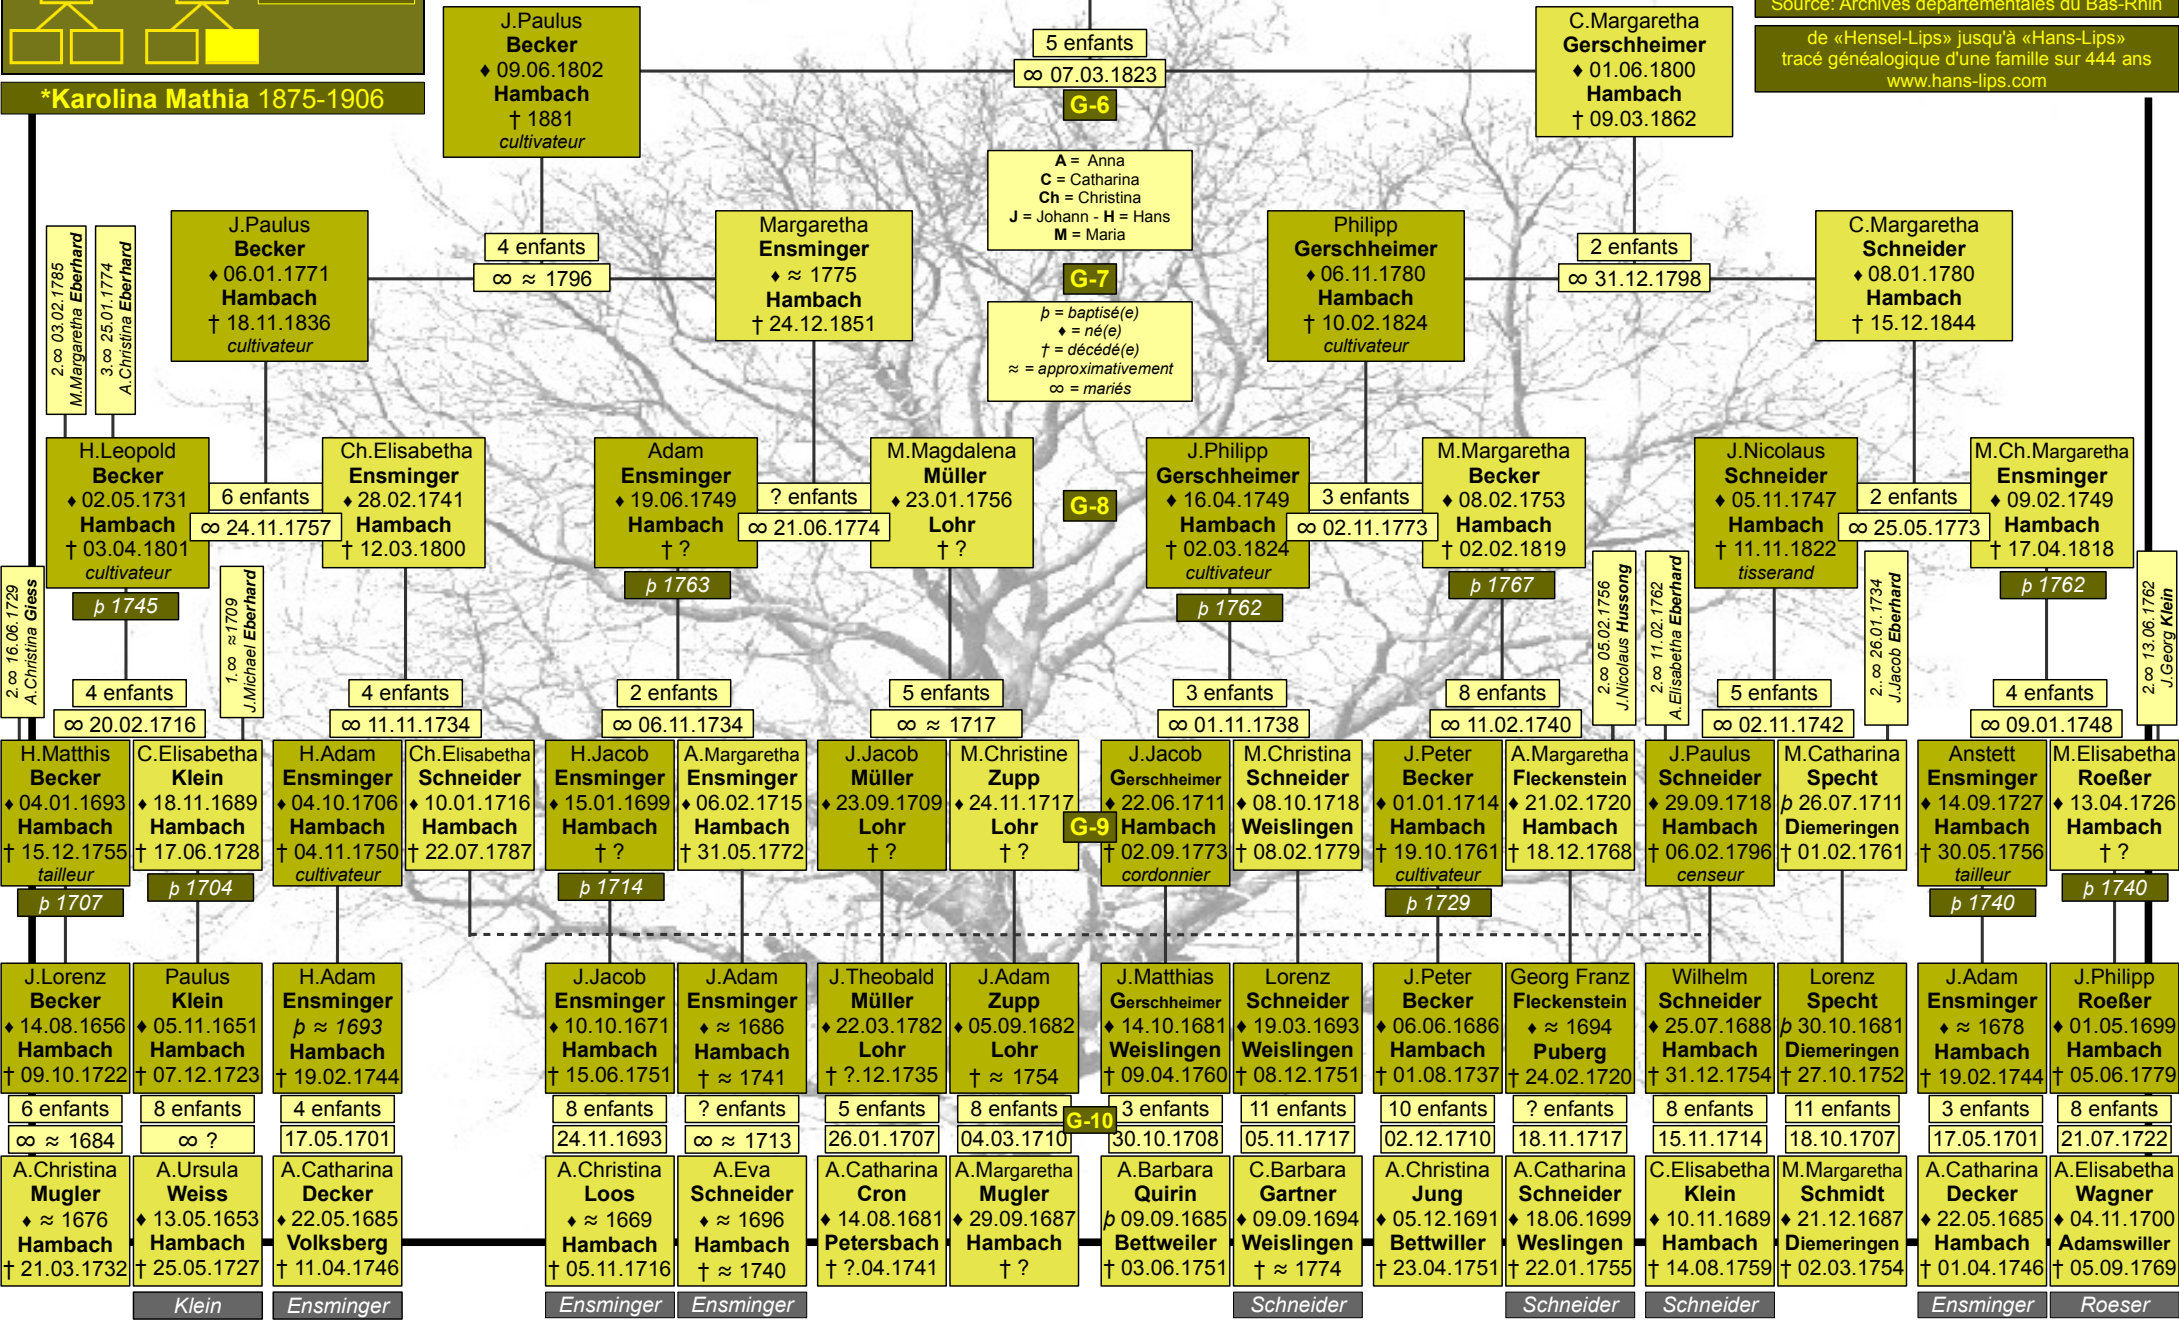 Source: Archives départementales du Bas-Rhin
de «Hensel-Lips» jusqu'à «Hans-Lips»
tracé généalogique d'une famille sur 444 ans
www.hans-lips.com
*Karolina Mathia 1875-1906
J.Paulus
Becker
♦ 09.06.1802
Hambach
† 1881
cultivateur
5 enfants
∞ 07.03.1823
G-6
C.Margaretha
Gerschheimer
♦ 01.06.1800
Hambach
† 09.03.1862
A = Anna
C = Catharina
Ch = Christina
J = Johann - H = Hans
M = Maria
G-7
þ = baptisé(e)
♦ = né(e)
† = décédé(e)
≈ = approximativement
∞ = mariés
2.∞ 03.02.1785
M.Margaretha Eberhard
3.∞ 25.01.1774
A.Christina Eberhard
J.Paulus
Becker
♦ 06.01.1771
Hambach
† 18.11.1836
cultivateur
4 enfants
∞ ≈ 1796
Margaretha
Ensminger
♦ ≈ 1775
Hambach
† 24.12.1851
Philipp
Gerschheimer
♦ 06.11.1780
Hambach
† 10.02.1824
cultivateur
2 enfants
∞ 31.12.1798
C.Margaretha
Schneider
♦ 08.01.1780
Hambach
† 15.12.1844
H.Leopold
Becker
♦ 02.05.1731
Hambach
† 03.04.1801
cultivateur
þ 1745
6 enfants
∞ 24.11.1757
Ch.Elisabetha
Ensminger
♦ 28.02.1741
Hambach
† 12.03.1800
Adam
Ensminger
♦ 19.06.1749
Hambach
† ?
þ 1763
? enfants
∞ 21.06.1774
M.Magdalena
Müller
♦ 23.01.1756
Lohr
† ?
G-8
J.Philipp
Gerschheimer
♦ 16.04.1749
Hambach
† 02.03.1824
cultivateur
þ 1762
3 enfants
∞ 02.11.1773
M.Margaretha
Becker
♦ 08.02.1753
Hambach
† 02.02.1819
þ 1767
J.Nicolaus
Schneider
♦ 05.11.1747
Hambach
† 11.11.1822
tisserand
2 enfants
∞ 25.05.1773
M.Ch.Margaretha
Ensminger
♦ 09.02.1749
Hambach
† 17.04.1818
þ 1762
2.∞ 16.06.1729
A.Christina Giess
1.∞ ≈1709
J.Michael Eberhard
2.∞ 05.02.1756
J.Nicolaus Hussong
2.∞ 11.02.1762
A.Elisabetha Eberhard
2.∞ 26.01.1734
J.Jacob Eberhard
2.∞ 13.06.1762
J.Georg Klein
4 enfants
∞ 20.02.1716
4 enfants
∞ 11.11.1734
2 enfants
∞ 06.11.1734
5 enfants
∞ ≈ 1717
3 enfants
∞ 01.11.1738
8 enfants
∞ 11.02.1740
5 enfants
∞ 02.11.1742
4 enfants
∞ 09.01.1748
H.Matthis
Becker
♦ 04.01.1693
Hambach
† 15.12.1755
tailleur
þ 1707
C.Elisabetha
Klein
♦ 18.11.1689
Hambach
† 17.06.1728
þ 1704
H.Adam
Ensminger
♦ 04.10.1706
Hambach
† 04.11.1750
cultivateur
Ch.Elisabetha
Schneider
♦ 10.01.1716
Hambach
† 22.07.1787
H.Jacob
Ensminger
♦ 15.01.1699
Hambach
† ?
þ 1714
A.Margaretha
Ensminger
♦ 06.02.1715
Hambach
† 31.05.1772
J.Jacob
Müller
♦ 23.09.1709
Lohr
† ?
M.Christine
Zupp
♦ 24.11.1717
Lohr
† ?
G-9
J.Jacob
Gerschheimer
♦ 22.06.1711
Hambach
† 02.09.1773
cordonnier
M.Christina
Schneider
♦ 08.10.1718
Weislingen
† 08.02.1779
J.Peter
Becker
♦ 01.01.1714
Hambach
† 19.10.1761
cultivateur
þ 1729
A.Margaretha
Fleckenstein
♦ 21.02.1720
Hambach
† 18.12.1768
J.Paulus
Schneider
♦ 29.09.1718
Hambach
† 06.02.1796
censeur
M.Catharina
Specht
þ 26.07.1711
Diemeringen
† 01.02.1761
Anstett
Ensminger
♦ 14.09.1727
Hambach
† 30.05.1756
tailleur
þ 1740
M.Elisabetha
Roeßer
♦ 13.04.1726
Hambach
† ?
þ 1740
J.Lorenz
Becker
♦ 14.08.1656
Hambach
† 09.10.1722
6 enfants
∞ ≈ 1684
A.Christina
Mugler
♦ ≈ 1676
Hambach
† 21.03.1732
Paulus
Klein
♦ 05.11.1651
Hambach
† 07.12.1723
8 enfants
∞ ?
A.Ursula
Weiss
♦ 13.05.1653
Hambach
† 25.05.1727
Klein
H.Adam
Ensminger
þ ≈ 1693
Hambach
† 19.02.1744
4 enfants
17.05.1701
A.Catharina
Decker
♦ 22.05.1685
Volksberg
† 11.04.1746
Ensminger
J.Jacob
Ensminger
♦ 10.10.1671
Hambach
† 15.06.1751
8 enfants
24.11.1693
A.Christina
Loos
♦ ≈ 1669
Hambach
† 05.11.1716
Ensminger
J.Adam
Ensminger
♦ ≈ 1686
Hambach
† ≈ 1741
? enfants
∞ ≈ 1713
A.Eva
Schneider
♦ ≈ 1696
Hambach
† ≈ 1740
Ensminger
J.Theobald
Müller
♦ 22.03.1782
Lohr
† ?.12.1735
5 enfants
26.01.1707
A.Catharina
Cron
♦ 14.08.1681
Petersbach
† ?.04.1741
J.Adam
Zupp
♦ 05.09.1682
Lohr
† ≈ 1754
8 enfants
04.03.1710
A.Margaretha
Mugler
♦ 29.09.1687
Hambach
† ?
G-10
J.Matthias
Gerschheimer
♦ 14.10.1681
Weislingen
† 09.04.1760
3 enfants
30.10.1708
A.Barbara
Quirin
þ 09.09.1685
Bettweiler
† 03.06.1751
Lorenz
Schneider
♦ 19.03.1693
Weislingen
† 08.12.1751
11 enfants
05.11.1717
C.Barbara
Gartner
♦ 09.09.1694
Weislingen
† ≈ 1774
Schneider
J.Peter
Becker
♦ 06.06.1686
Hambach
† 01.08.1737
10 enfants
02.12.1710
A.Christina
Jung
♦ 05.12.1691
Bettwiller
† 23.04.1751
Georg Franz
Fleckenstein
♦ ≈ 1694
Puberg
† 24.02.1720
? enfants
18.11.1717
A.Catharina
Schneider
♦ 18.06.1699
Weslingen
† 22.01.1755
Schneider
Wilhelm
Schneider
♦ 25.07.1688
Hambach
† 31.12.1754
8 enfants
15.11.1714
C.Elisabetha
Klein
♦ 10.11.1689
Hambach
† 14.08.1759
Schneider
Lorenz
Specht
þ 30.10.1681
Diemeringen
† 27.10.1752
11 enfants
18.10.1707
M.Margaretha
Schmidt
♦ 21.12.1687
Diemeringen
† 02.03.1754
J.Adam
Ensminger
♦ ≈ 1678
Hambach
† 19.02.1744
3 enfants
17.05.1701
A.Catharina
Decker
♦ 22.05.1685
Hambach
† 01.04.1746
Ensminger
J.Philipp
Roeßer
♦ 01.05.1699
Hambach
† 05.06.1779
8 enfants
21.07.1722
A.Elisabetha
Wagner
♦ 04.11.1700
Adamswiller
† 05.09.1769
Roeser